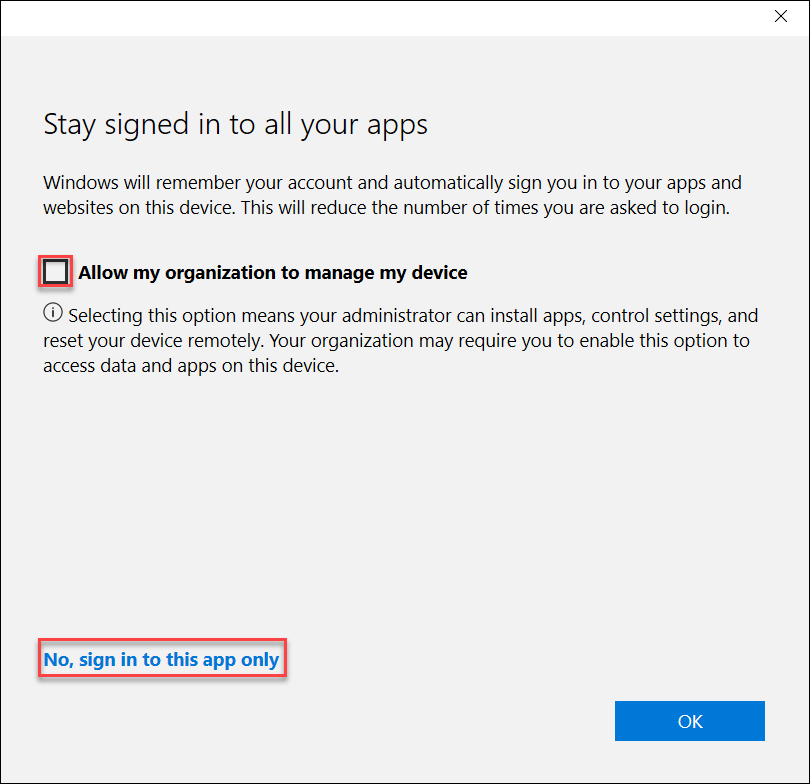 Stay signed in to all your apps
Windows will remember your account and automatically sign you in to your apps and
websites on this device. This will reduce the number of times you are asked to login.
Allow my organization to manage my device
Selecting this option means your administrator can install apps, control settings, and
reset your device remotely. Your organization may require you to enable this option to
access data and apps on this device.
No, sign in to this app only
OK